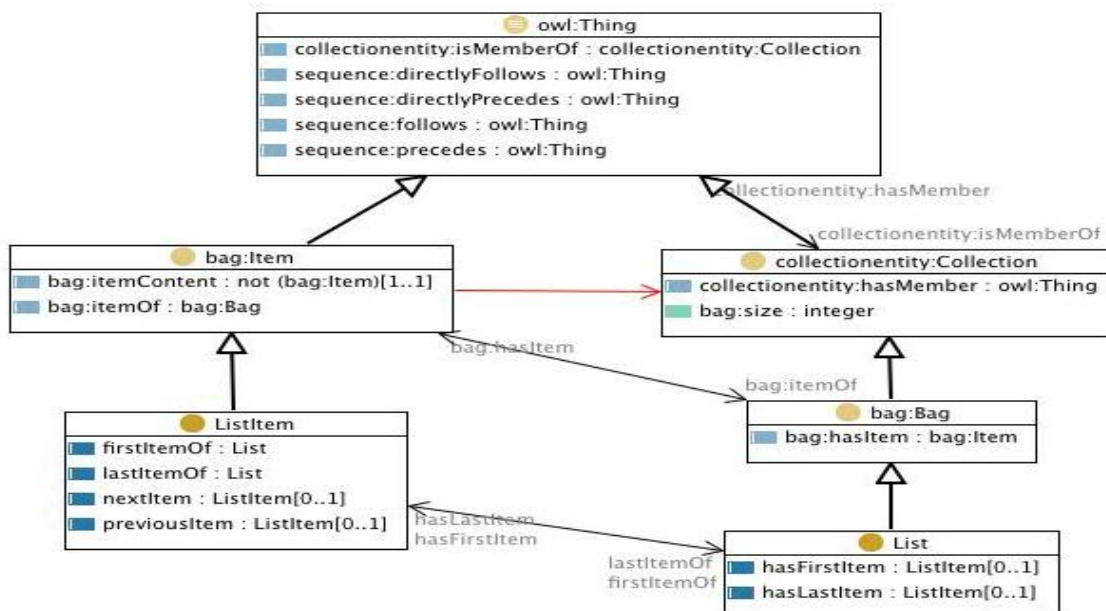 owl:Thing
collectionentity:isMemberOf : collectionentity:Collection
sequence:directlyFollows : owl:Thing
sequence:directlyPrecedes : owl:Thing
sequence:follows : owl:Thing
sequence:precedes : owl:Thing
collectionentity:hasMember
collectionentity:isMemberOf
bag:Item
bag:itemContent : not (bag:Item)[1..1]
bag:itemOf : bag:Bag
collectionentity:Collection
collectionentity:hasMember : owl:Thing
bag:size : integer
bag:hasItem
bag:itemOf
bag:Bag
bag:hasItem : bag:Item
ListItem
firstItemOf : List
lastItemOf : List
nextItem : ListItem[0..1]
previousItem : ListItem[0..1]
hasLastItem
hasFirstItem
lastItemOf
firstItemOf
List
hasFirstItem : ListItem[0..1]
hasLastItem : ListItem[0..1]